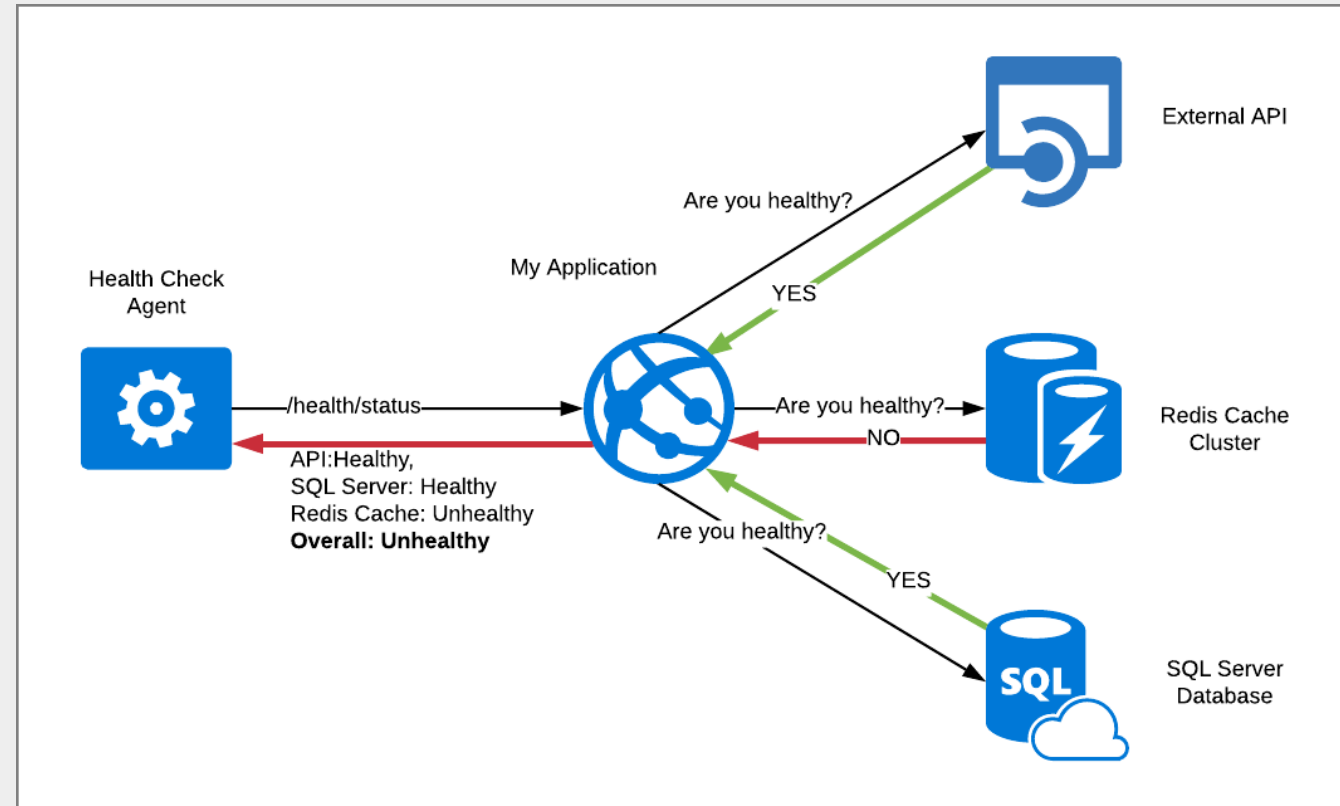 External API
Are you healthy?
My Application
Health Check
Agent
YES
/health/status
Are you healthy?
NO
Redis Cache
Cluster
API:Healthy,
SQL Server: Healthy
Redis Cache: Unhealthy
Overall: Unhealthy
Are you healthy?
YES
SQL
SQL Server
Database